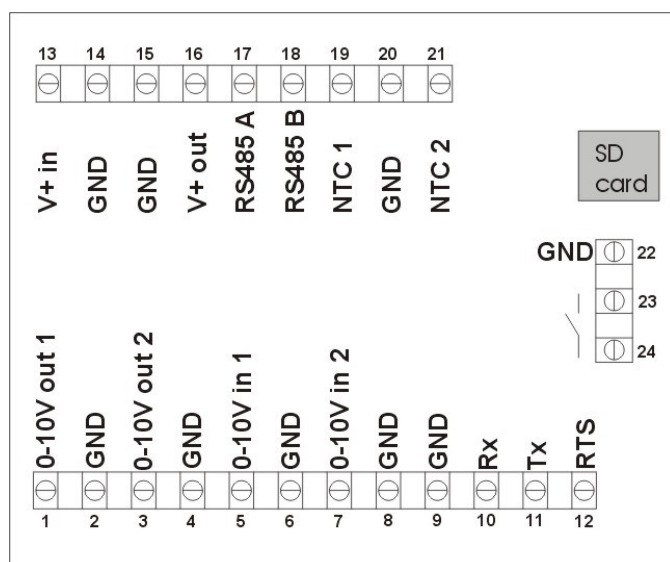 13 14 15 16 17 18 19 20 21
V+ in
GND
GND
V+ out
RS485 A
RS485 B
NTC 1
GND
NTC 2
SD
card
GND 22
23
24
0-10V out 1
GND
0-10V out 2
GND
0-10V in 1
GND
0-10V in 2
GND
GND
Rx
Tx
RTS
1 2 3 4 5 6 7 8 9 10 11 12